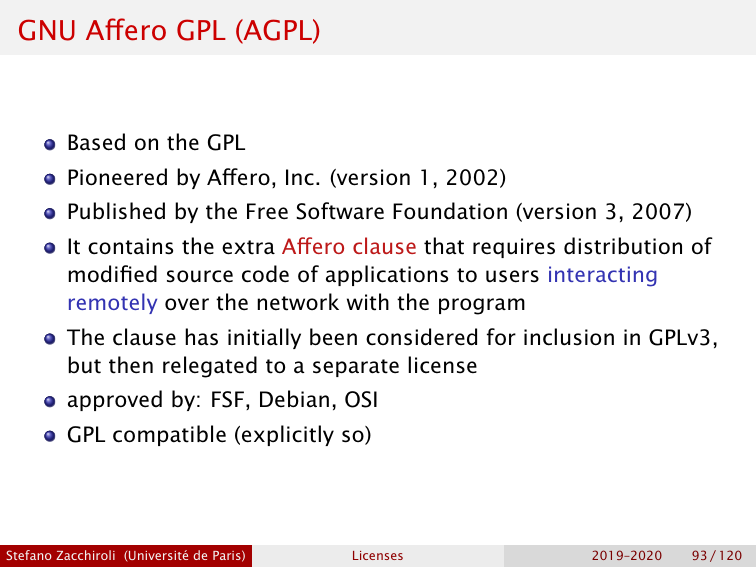 GNU Affero GPL (AGPL)
Based on the GPL
Pioneered by Affero, Inc. (version 1, 2002)
Published by the Free Software Foundation (version 3, 2007)
It contains the extra Affero clause that requires distribution of
modified source code of applications to users interacting
remotely over the network with the program
The clause has initially been considered for inclusion in GPLv3,
but then relegated to a separate license
approved by: FSF, Debian, OSI
GPL compatible (explicitly so)
Stefano Zacchiroli (Université de Paris) Licenses 2019–2020 93 / 120